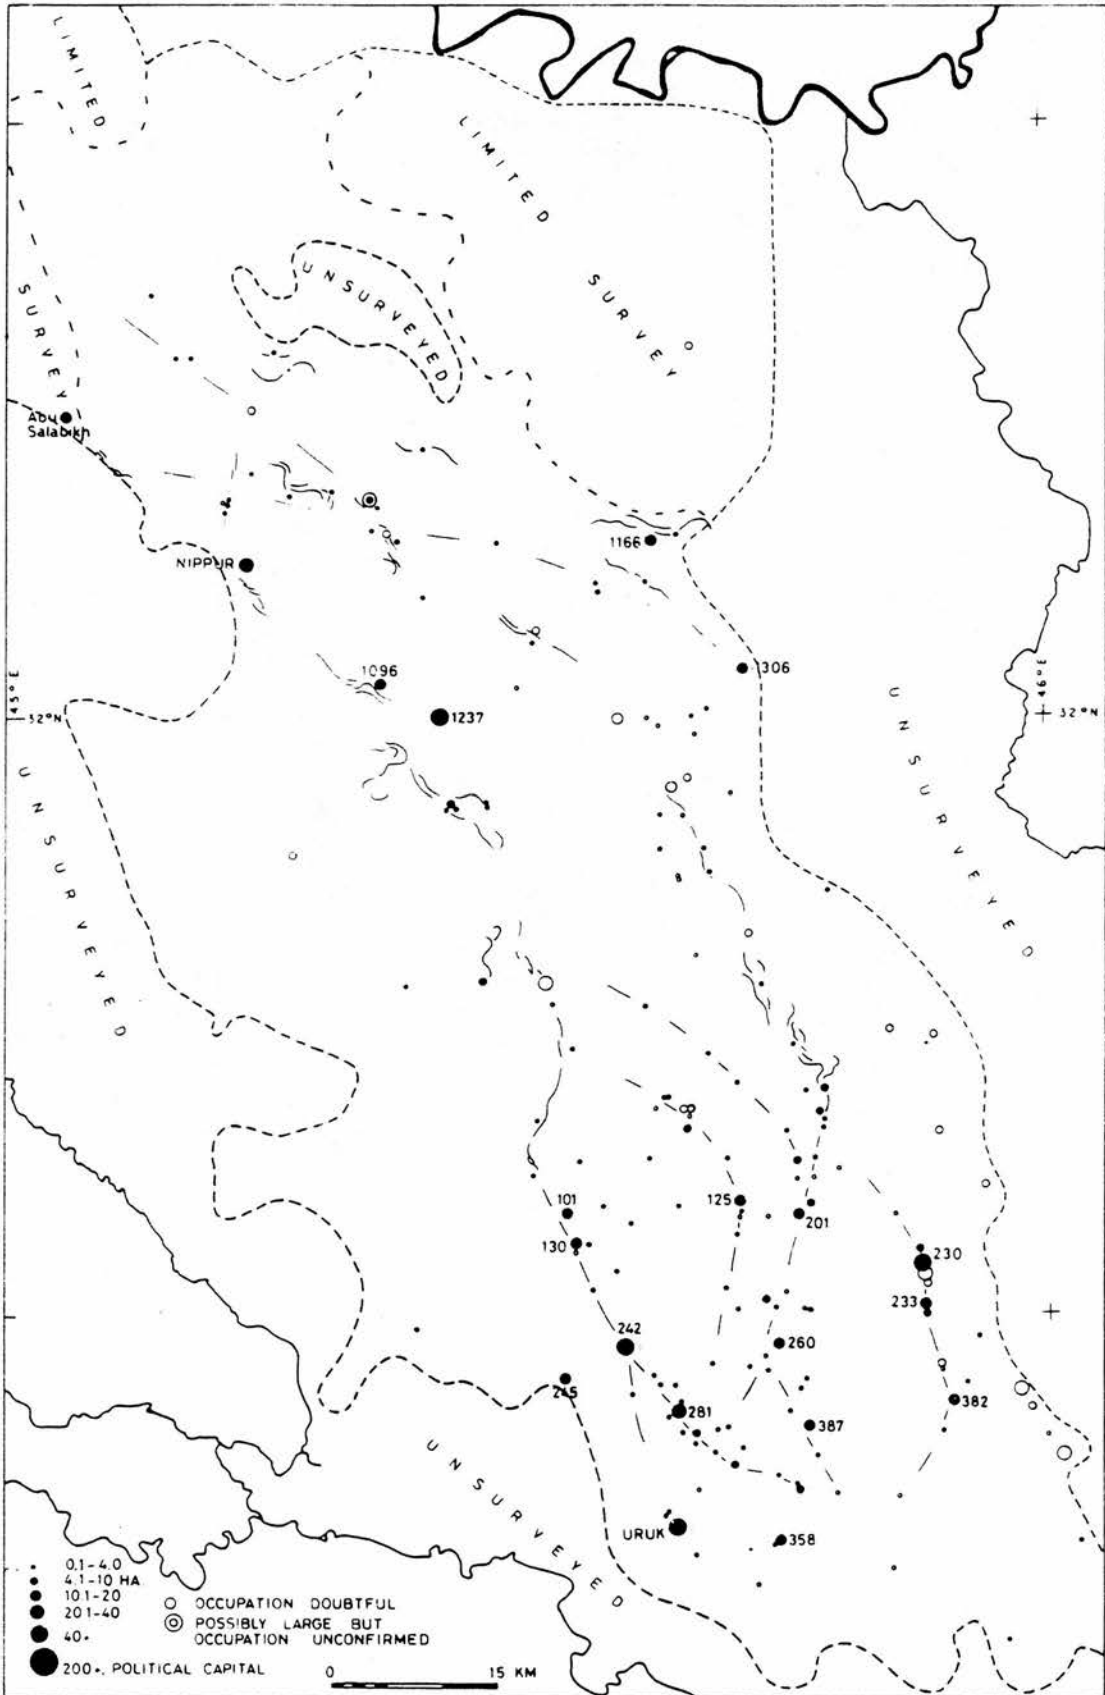 LIMITED
LIMITED
SURVEY
UNSURVEYED
SURVEY
Abu
Salabikh
1166
NIPPUR
1096
1306
1237
45°E
32°N
46°E
32°N
UNSURVEYED
UNSURVEYED
101
125
201
130
230
233
242
260
245
281
382
387
UNSURVEYED
URUK
358
0.1-4.0
4.1-10 HA
10.1-20
20.1-40
40+
200+, POLITICAL CAPITAL
OCCUPATION DOUBTFUL
POSSIBLY LARGE BUT
OCCUPATION UNCONFIRMED
0 15 KM